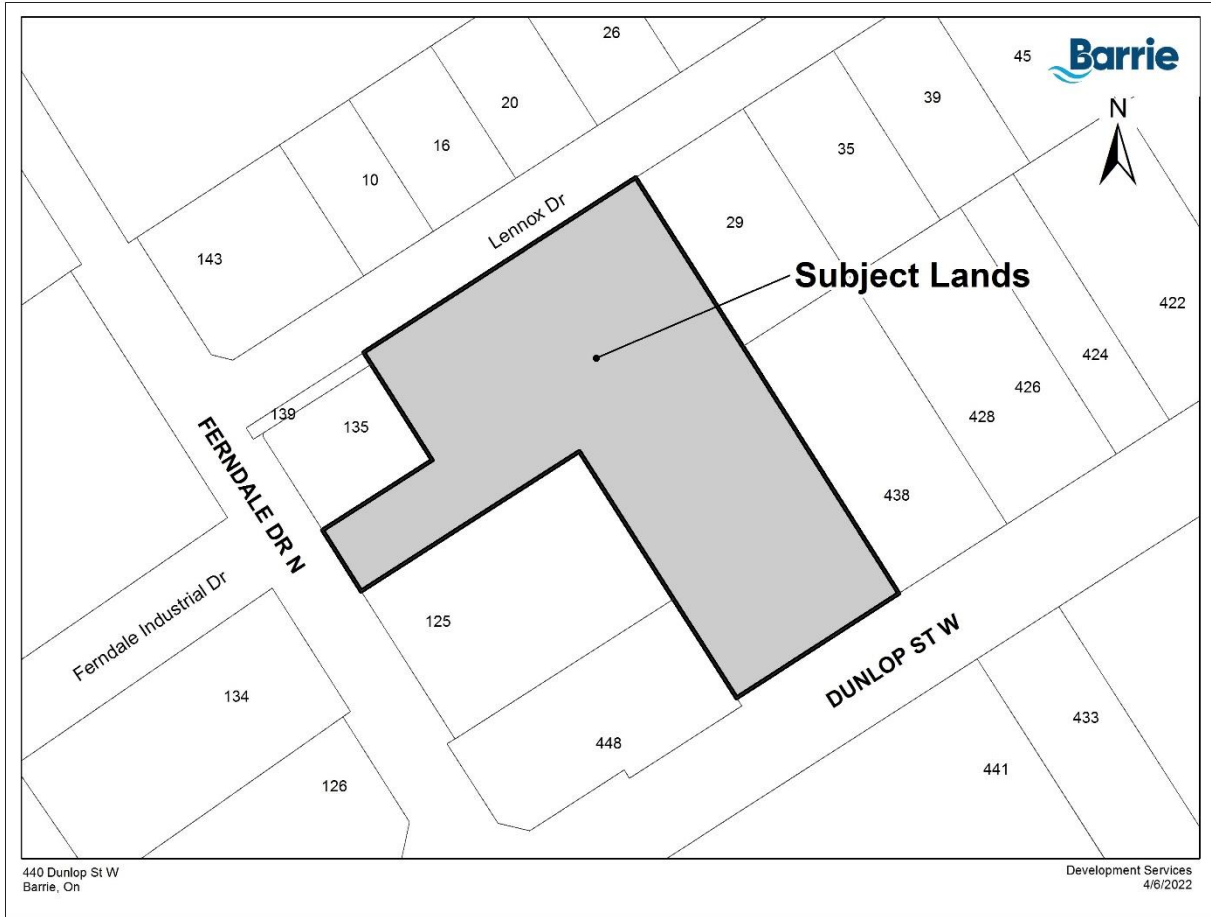 Barrie
N
26
45
20
39
16
35
10
Lennox Dr
29
143
Subject Lands
422
424
426
139
428
135
FERNDALE DR N
438
Ferndale Industrial Dr
125
DUNLOP ST W
134
433
448
441
126
440 Dunlop St W
Barrie, On
Development Services
4/6/2022